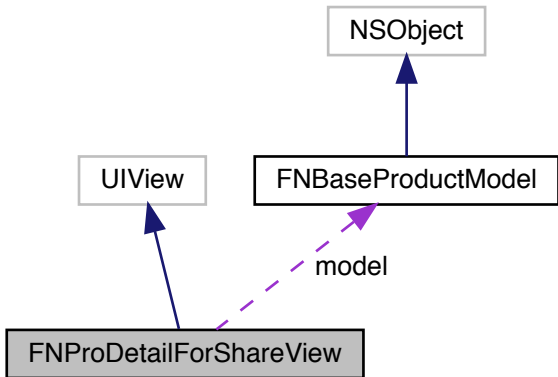 NSObject
UIView
FNBaseProductModel
model
FNProDetailForShareView